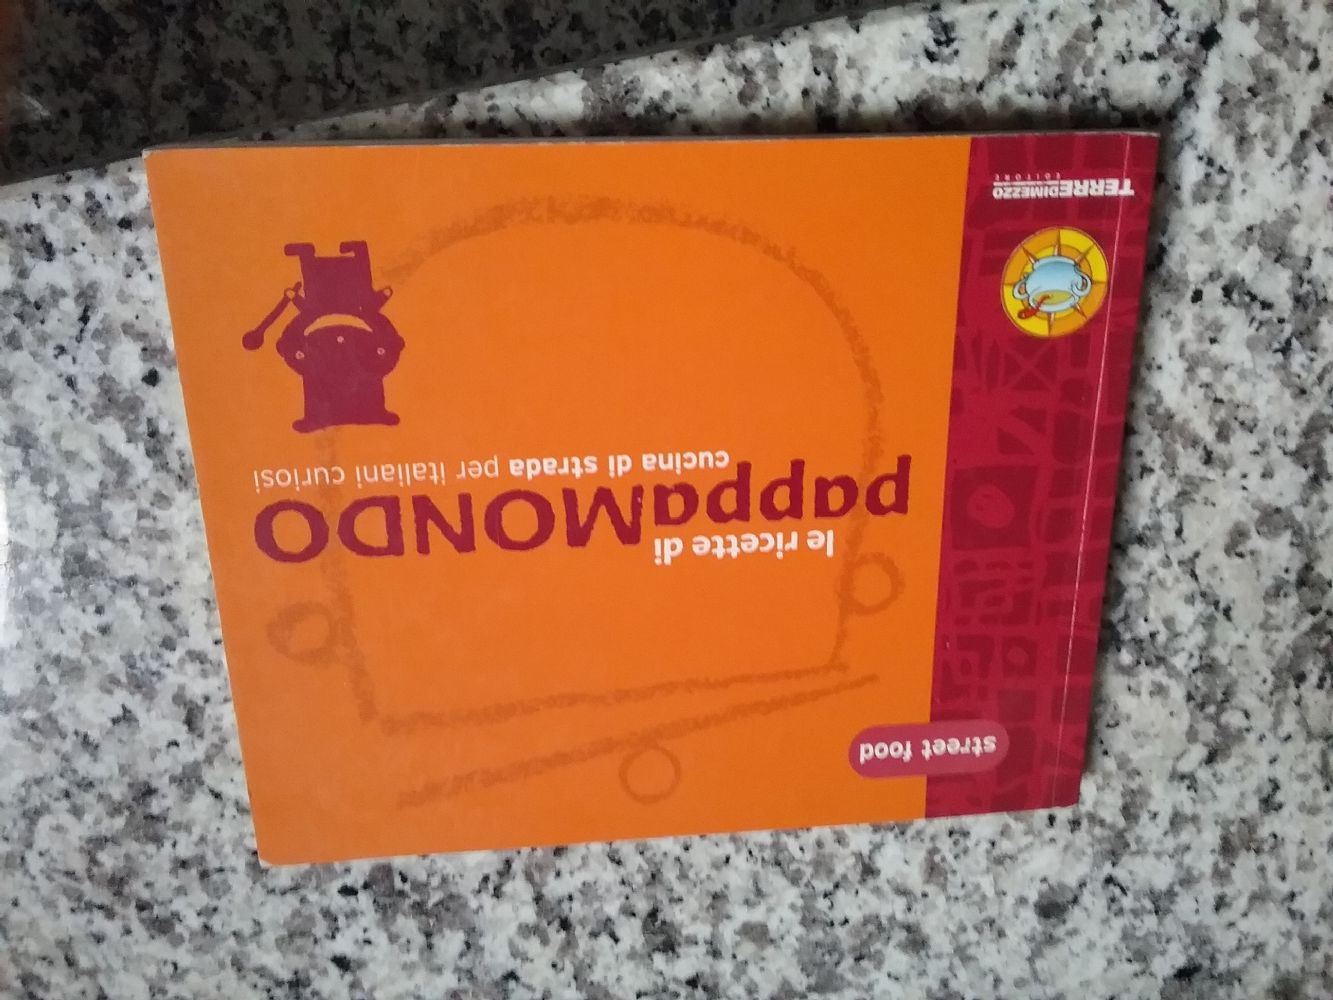 street food
le ricette di
pappaMONDO
cucina di strada per italiani curiosi
TERREDIMEZZO
EDITORE